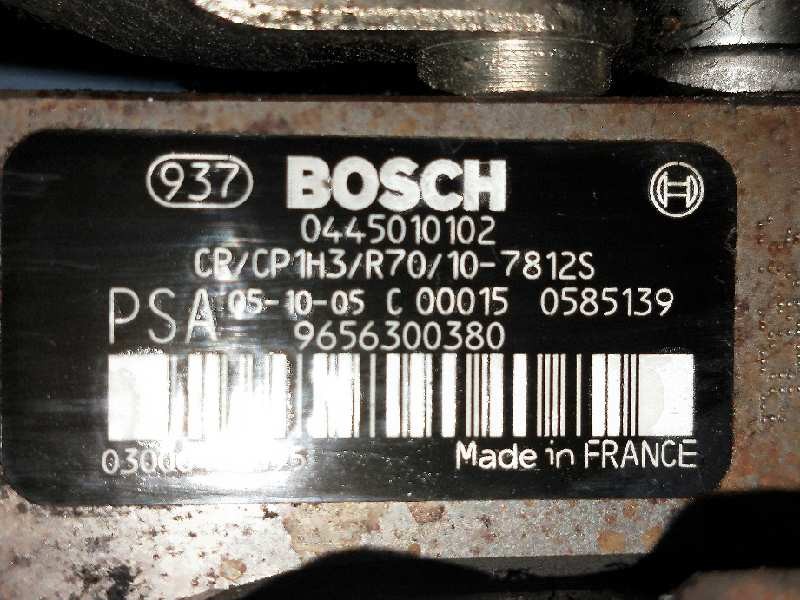 937 BOSCH
0445010102
CR/CP1H3/R70/10-7812S
PSA 05-10-05 C 00015 0585139
9656300380
Made in FRANCE